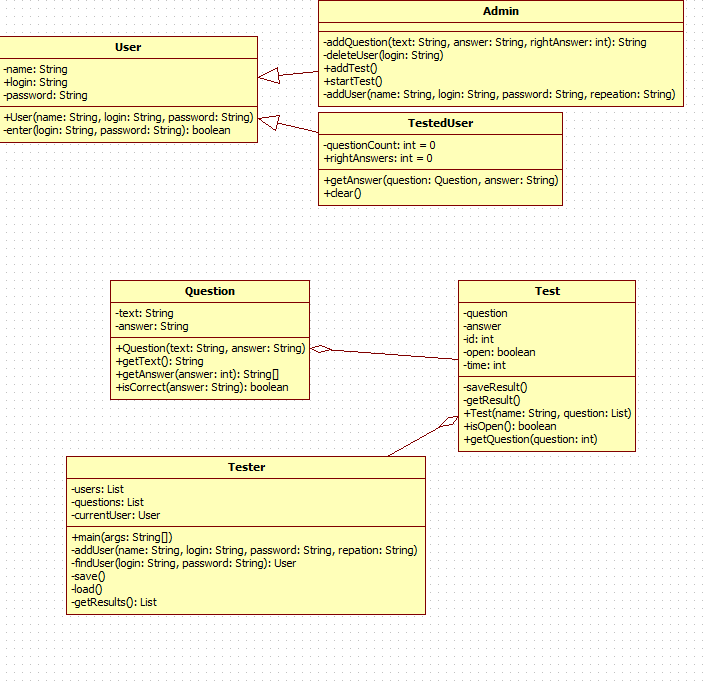 Admin
-addQuestion(text: String, answer: String, rightAnswer: int): String
-deleteUser(login: String)
+addTest()
+startTest()
-addUser(name: String, login: String, password: String, repeation: String)
User
-name: String
+login: String
-password: String
+User(name: String, login: String, password: String)
-enter(login: String, password: String): boolean
TestedUser
-questionCount: int = 0
+rightAnswers: int = 0
+getAnswer(question: Question, answer: String)
+clear()
Question
-text: String
-answer: String
+Question(text: String, answer: String)
+getText(): String
+getAnswer(answer: int): String[]
+isCorrect(answer: String): boolean
Test
-question
-answer
-id: int
-open: boolean
-time: int
-saveResult()
-getResult()
+Test(name: String, question: List)
+isOpen(): boolean
+getQuestion(question: int)
Tester
-users: List
-questions: List
-currentUser: User
+main(args: String[])
-addUser(name: String, login: String, password: String, repation: String)
-findUser(login: String, password: String): User
-save()
-load()
-getResults(): List